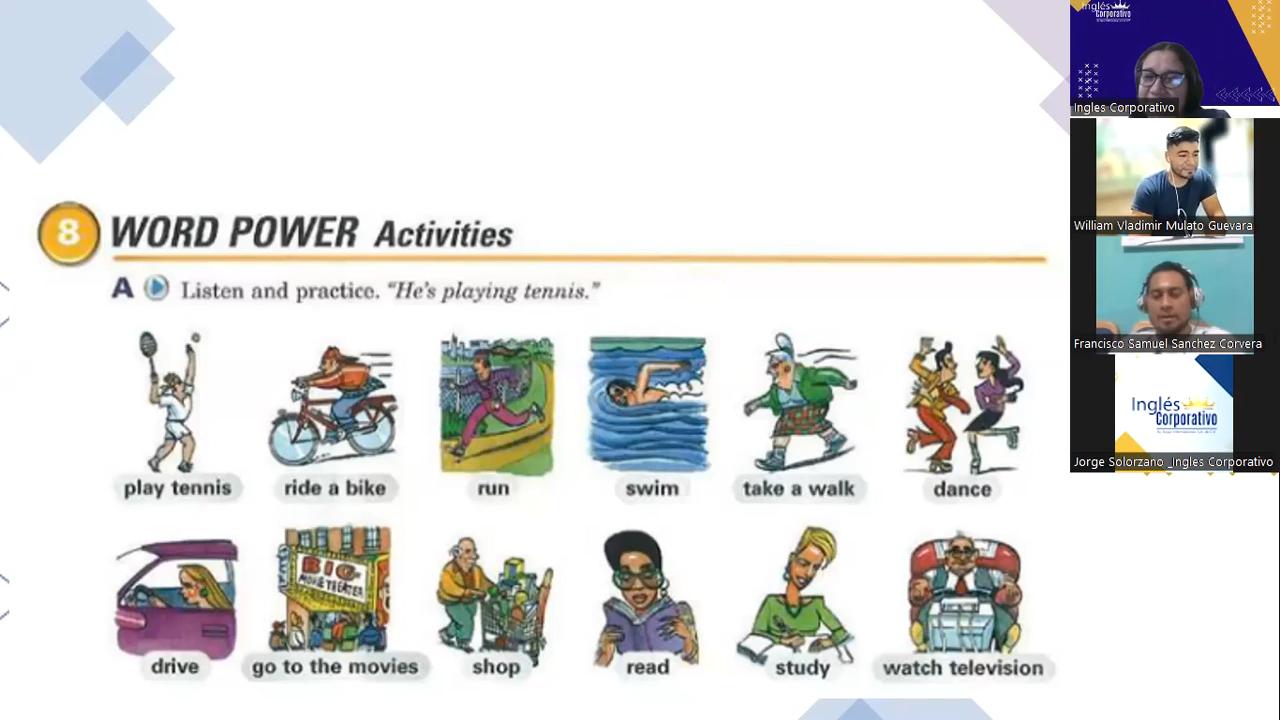 8 WORD POWER Activities
A Listen and practice. "He's playing tennis."
play tennis
ride a bike
run
swim
take a walk
dance
BIG
MOVIE THEATER
drive
go to the movies
shop
read
study
watch television
Inglés
Corporativo
Ingles Corporativo
William Vladimir Mulato Guevara
Francisco Samuel Sanchez Corvera
Inglés
Corporativo
Jorge Solorzano _Ingles Corporativo